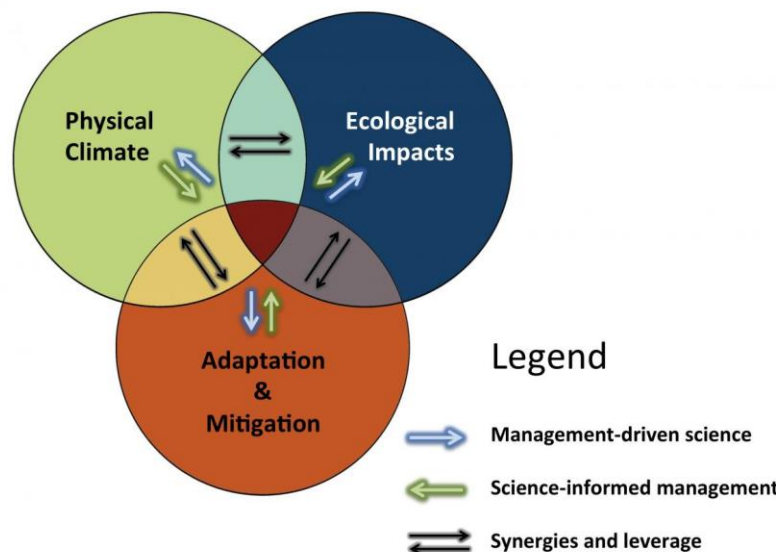 Physical
Climate
Ecological
Impacts
Adaptation
&
Mitigation
Legend
Management-driven science
Science-informed management
Synergies and leverage